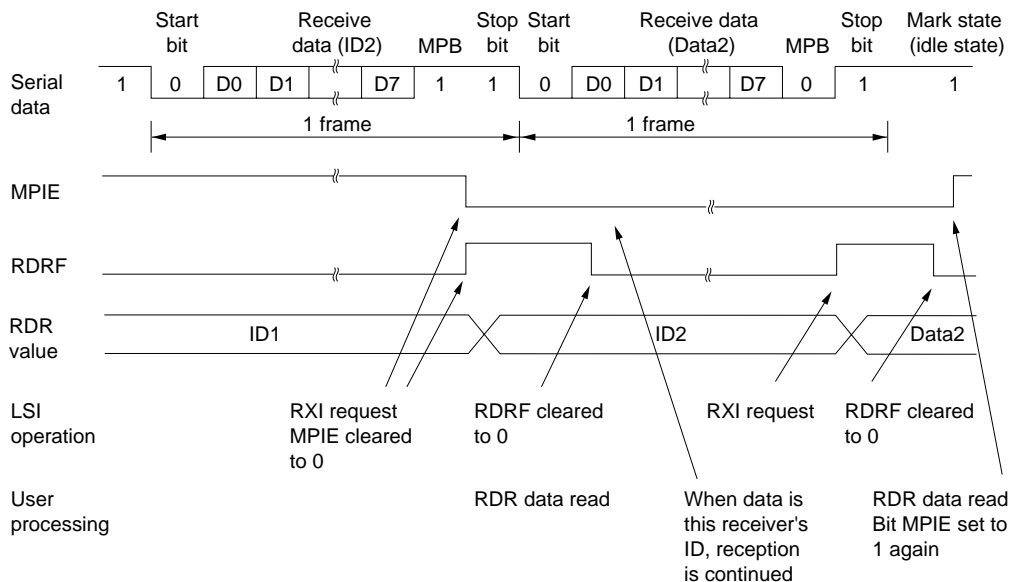 Start Receive Stop Start Receive data Stop Mark state
bit data (ID2) MPB bit bit (Data2) MPB bit (idle state)
Serial data 1 0 D0 D1 D7 1 1 0 D0 D1 D7 0 1 1
1 frame 1 frame
MPIE
RDRF
RDR value ID1 ID2 Data2
LSI operation
RXI request
MPIE cleared
to 0
RDRF cleared
to 0
RXI request
RDRF cleared
to 0
User processing
RDR data read
When data is
this receiver's
ID, reception
is continued
RDR data read
Bit MPIE set to
1 again